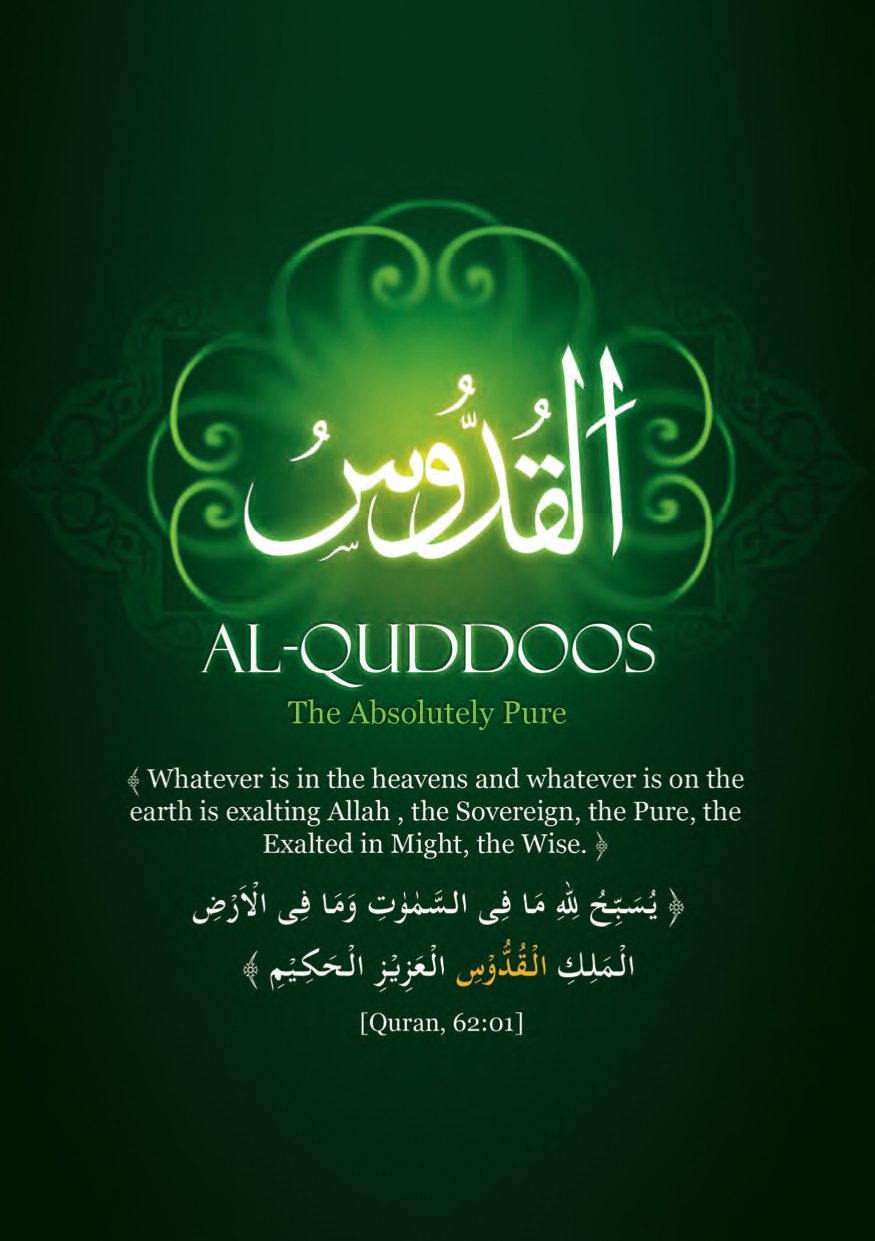 الْقُدُّوسُ
AL-QUDDOOS
The Absolutely Pure
﴾ Whatever is in the heavens and whatever is on the
earth is exalting Allah , the Sovereign, the Pure, the
Exalted in Might, the Wise. ﴿
﴿ يُسَبِّحُ لِلّٰهِ مَا فِى السَّمٰوٰتِ وَمَا فِى الْاَرْضِ
الْمَلِكِ الْقُدُّوْسِ الْعَزِيْزِ الْحَكِيْمِ ﴾
[Quran, 62:01]